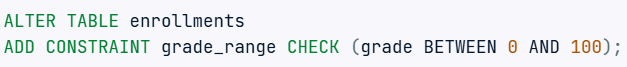 ALTER TABLE enrollments
ADD CONSTRAINT grade_range CHECK (grade BETWEEN 0 AND 100);